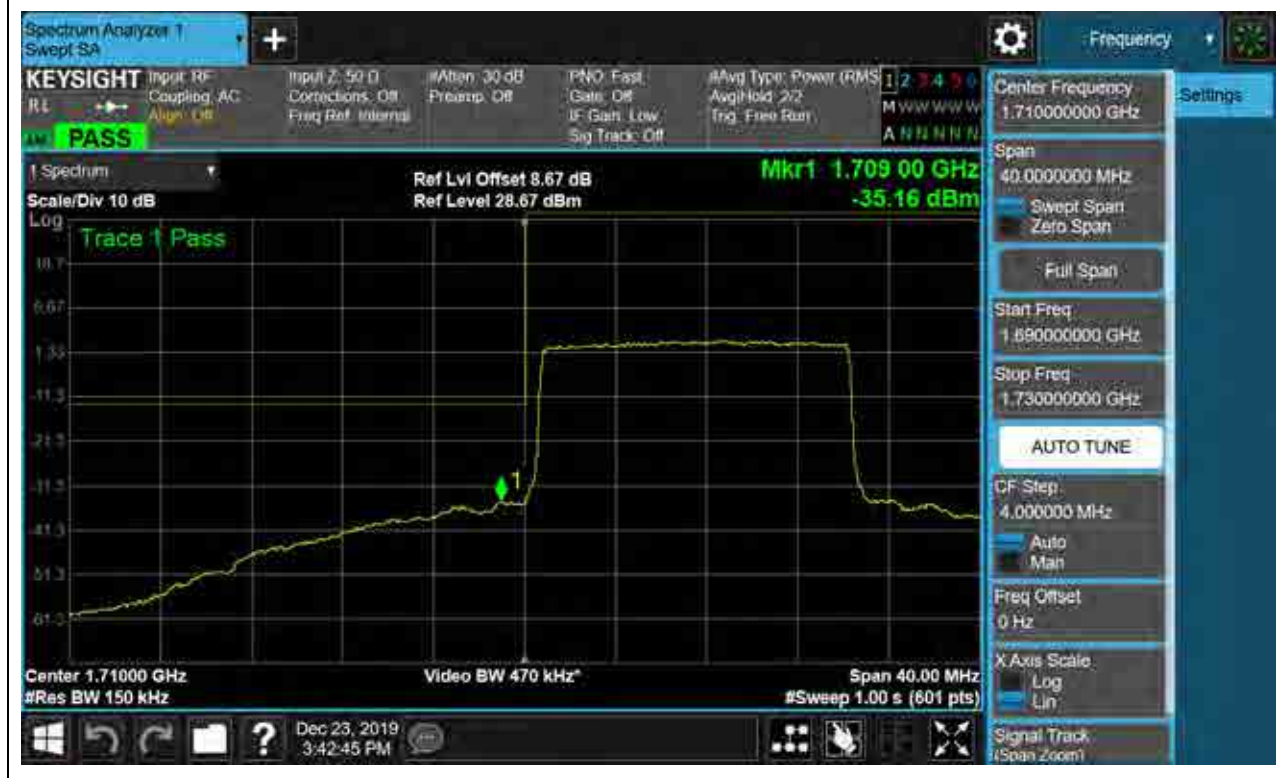 Spectrum Analyzer 1
Swept SA
+
Frequency
KEYSIGHT
Input: RF
Input Z: 50 Ω
#Atten: 30 dB
PNO: Fast
#Avg Type: Power (RMS
1 2 3 4 5 6
RL
Coupling: AC
Corrections: Off
Preamp: Off
Gate: Off
Avg|Hold: 2/2
M W W W W W
Align: Off
Freq Ref: Internal
IF Gain: Low
Trig: Free Run
PASS
Sig Track: Off
A N N N N N
1 Spectrum
Ref Lvl Offset 8.67 dB
Mkr1 1.709 00 GHz
Scale/Div 10 dB
Ref Level 28.67 dBm
-35.16 dBm
Log
Trace 1 Pass
18.7
8.67
-1.33
-11.3
-21.3
-31.3
-41.3
-51.3
-61.3
1
Center 1.71000 GHz
Video BW 470 kHz*
Span 40.00 MHz
#Res BW 150 kHz
#Sweep 1.00 s (601 pts)
Center Frequency
1.710000000 GHz
Settings
Span
40.0000000 MHz
Swept Span
Zero Span
Full Span
Start Freq
1.690000000 GHz
Stop Freq
1.730000000 GHz
AUTO TUNE
CF Step
4.000000 MHz
Auto
Man
Freq Offset
0 Hz
X Axis Scale
Log
Lin
Signal Track
(Span Zoom)
?
Dec 23, 2019
3:42:45 PM